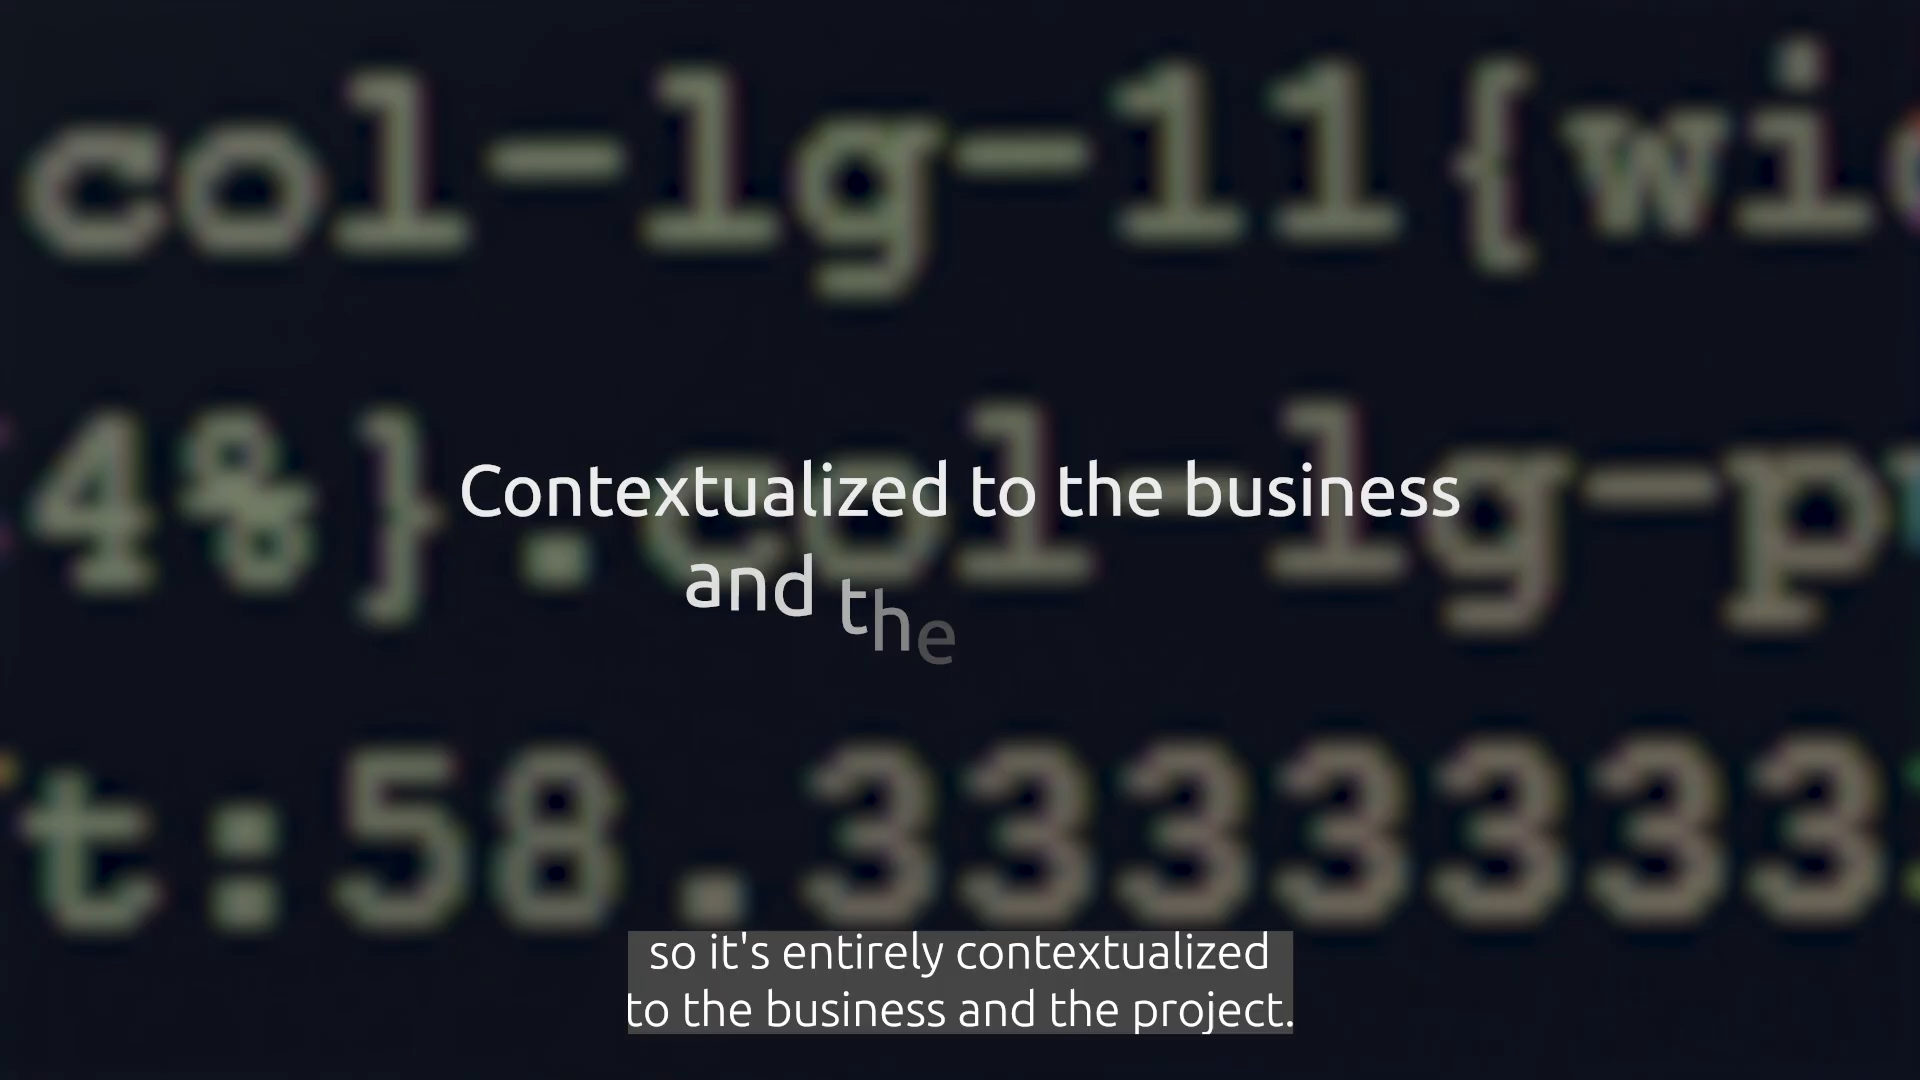 col-lg-11{wi
4%}.col-lg-p
Contextualized to the business
and the
t:58.3333333
so it's entirely contextualized
to the business and the project.